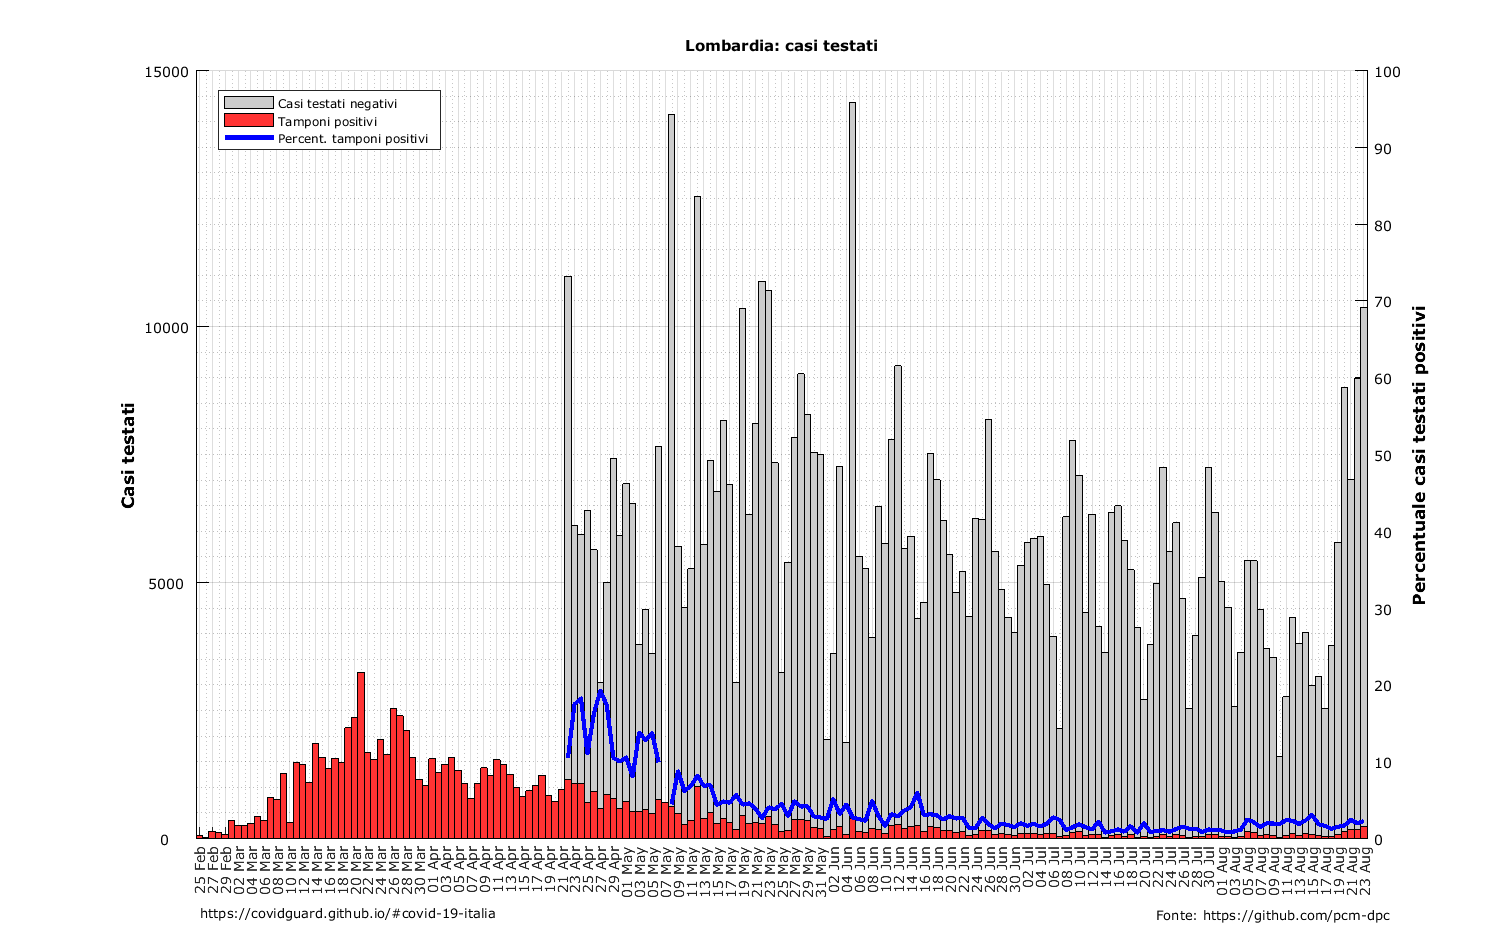 Lombardia: casi testati
15000
10000
5000
0
Casi testati
Casi testati negativi
Tamponi positivi
Percent. tamponi positivi
100
90
80
70
60
50
40
30
20
10
0
Percentuale casi testati positivi
25 Feb
27 Feb
29 Feb
02 Mar
04 Mar
06 Mar
08 Mar
10 Mar
12 Mar
14 Mar
16 Mar
18 Mar
20 Mar
22 Mar
24 Mar
26 Mar
28 Mar
30 Mar
01 Apr
03 Apr
05 Apr
07 Apr
09 Apr
11 Apr
13 Apr
15 Apr
17 Apr
19 Apr
21 Apr
23 Apr
25 Apr
27 Apr
29 Apr
01 May
03 May
05 May
07 May
09 May
11 May
13 May
15 May
17 May
19 May
21 May
23 May
25 May
27 May
29 May
31 May
02 Jun
04 Jun
06 Jun
08 Jun
10 Jun
12 Jun
14 Jun
16 Jun
18 Jun
20 Jun
22 Jun
24 Jun
26 Jun
28 Jun
30 Jun
02 Jul
04 Jul
06 Jul
08 Jul
10 Jul
12 Jul
14 Jul
16 Jul
18 Jul
20 Jul
22 Jul
24 Jul
26 Jul
28 Jul
30 Jul
01 Aug
03 Aug
05 Aug
07 Aug
09 Aug
11 Aug
13 Aug
15 Aug
17 Aug
19 Aug
21 Aug
23 Aug
https://covidguard.github.io/#covid-19-italia
Fonte: https://github.com/pcm-dpc